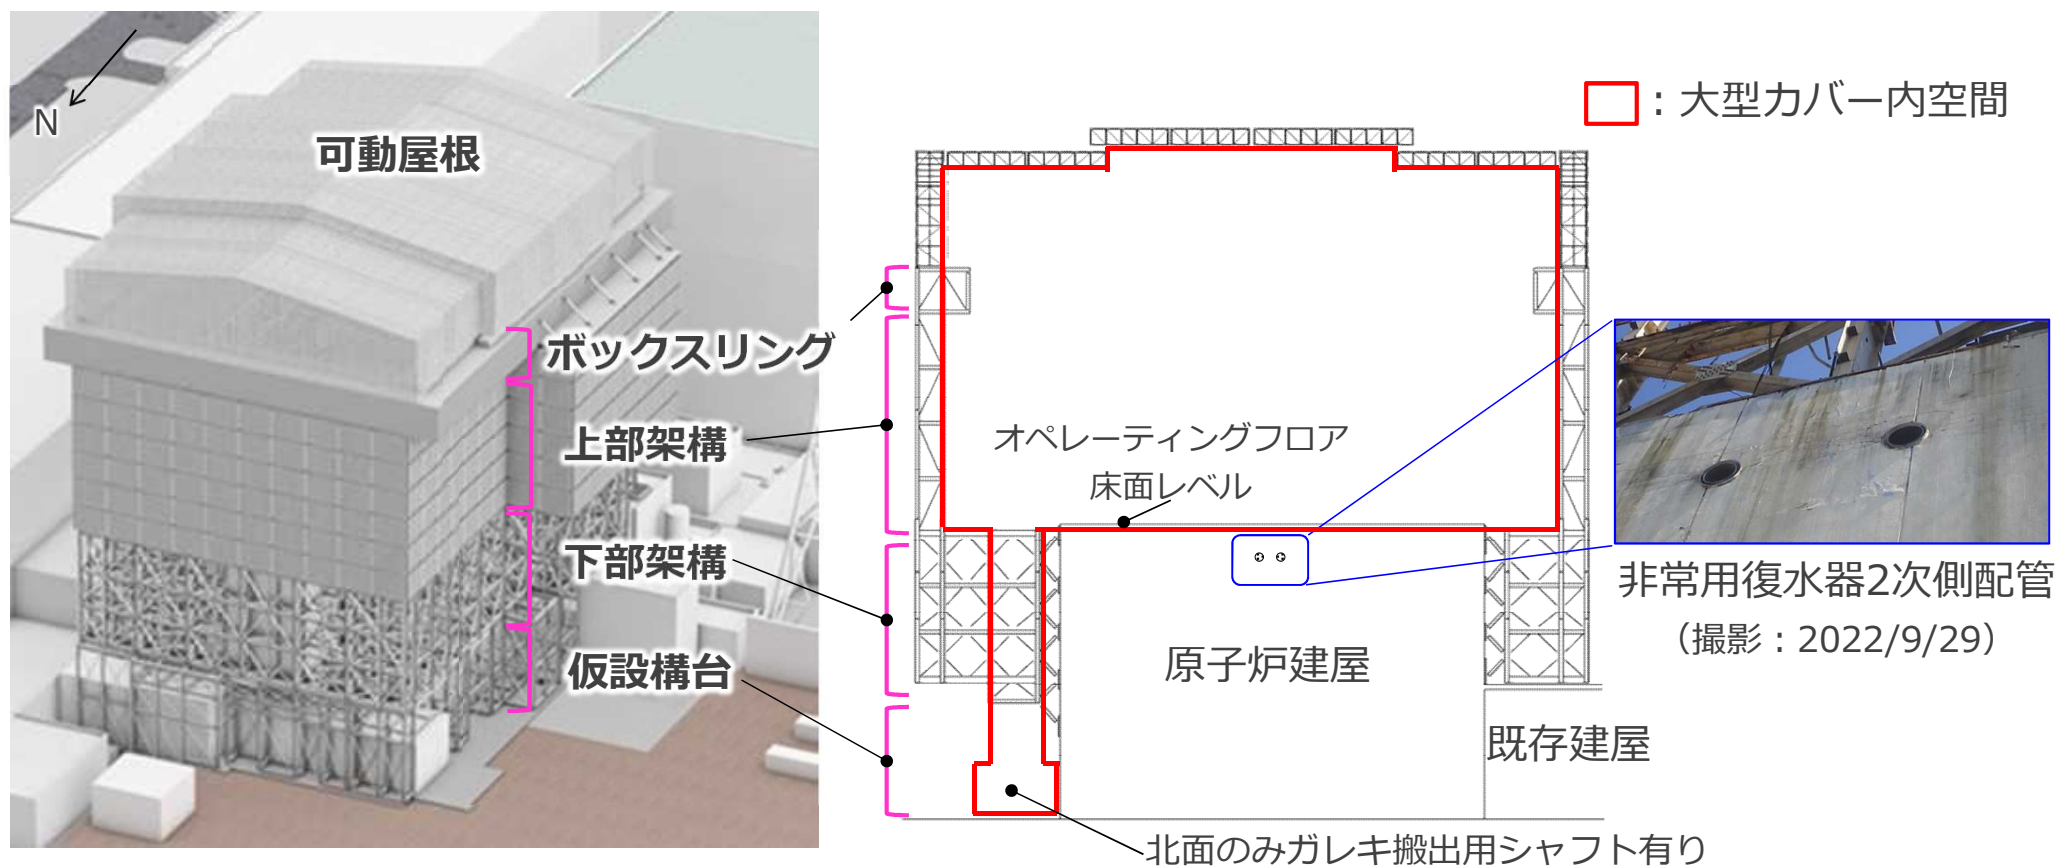 N
可動屋根
ボックスリング
上部架構
下部架構
仮設構台
：大型カバー内空間
オペレーティングフロア
床面レベル
原子炉建屋
既存建屋
北面のみガレキ搬出用シャフト有り
非常用復水器2次側配管
（撮影：2022/9/29）